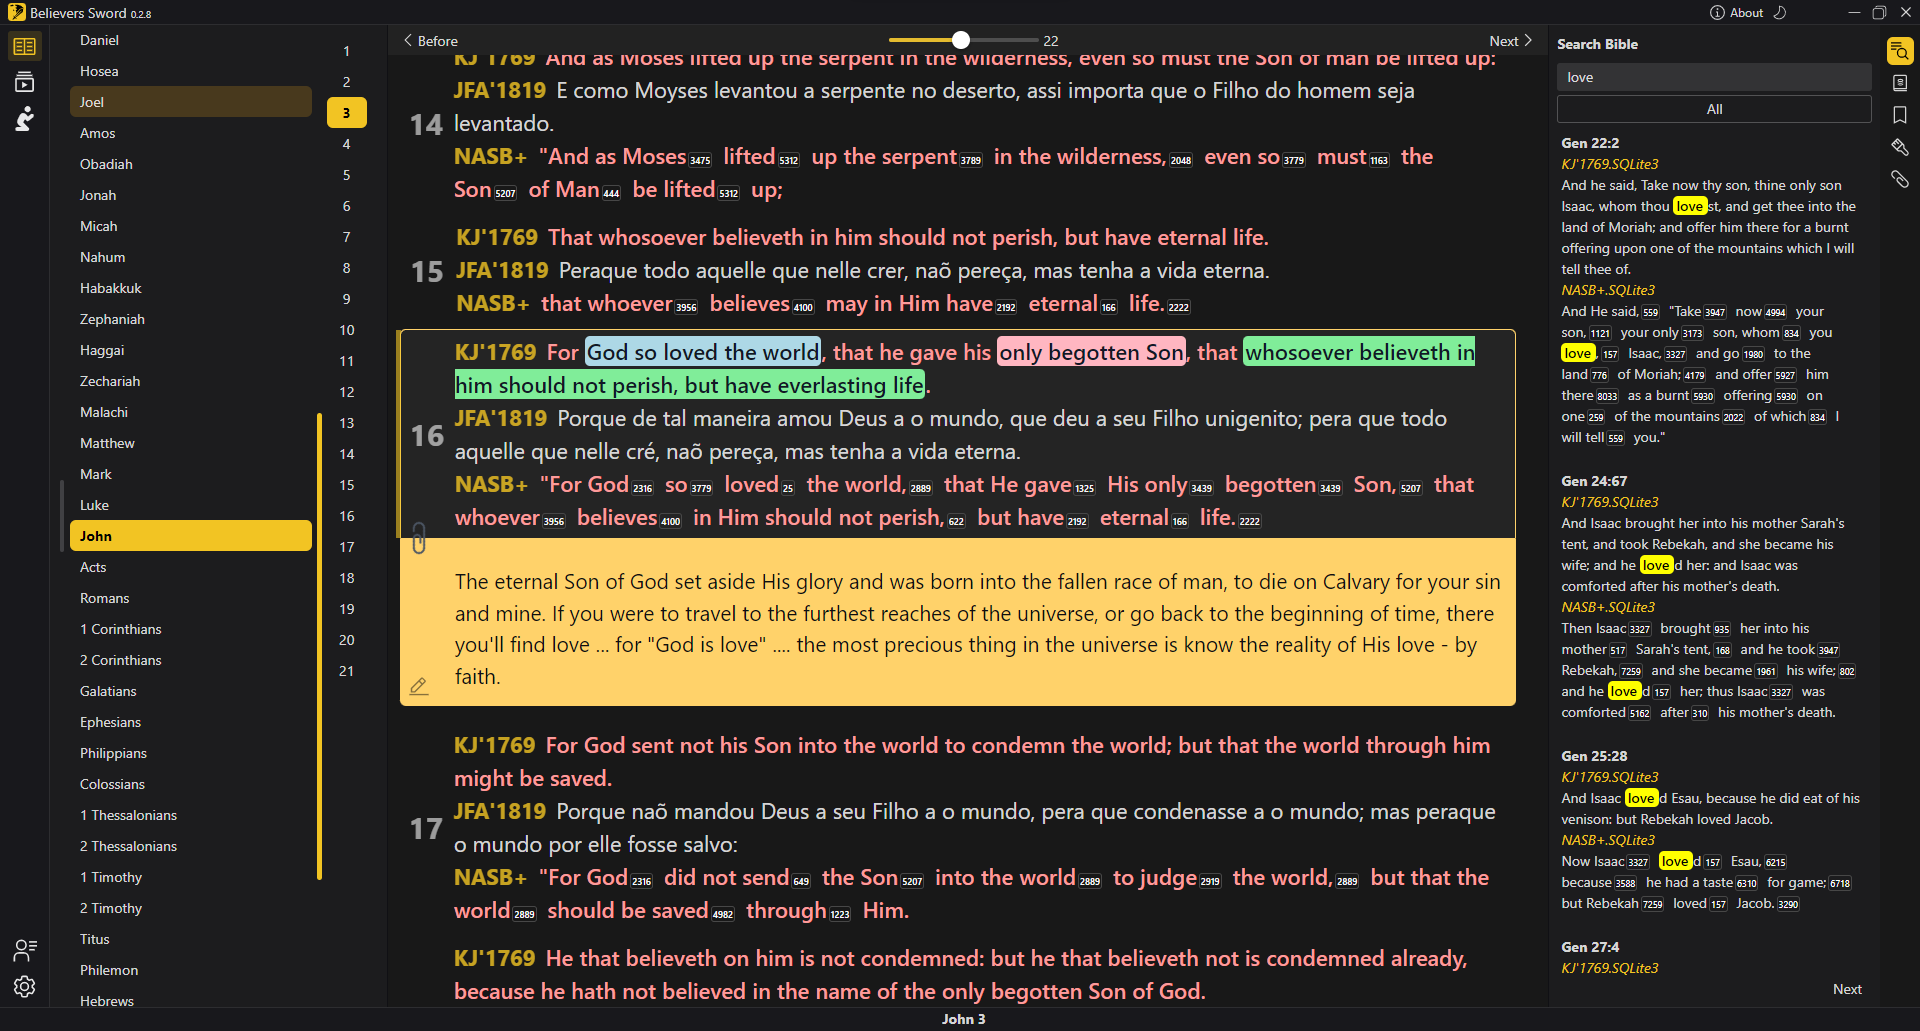 Believers Sword 0.2.8
About
Daniel
Hosea
Joel
Amos
Obadiah
Jonah
Micah
Nahum
Habakkuk
Zephaniah
Haggai
Zechariah
Malachi
Matthew
Mark
Luke
John
Acts
Romans
1 Corinthians
2 Corinthians
Galatians
Ephesians
Philippians
Colossians
1 Thessalonians
2 Thessalonians
1 Timothy
2 Timothy
Titus
Philemon
Hebrews
1
2
3
4
5
6
7
8
9
10
11
12
13
14
15
16
17
18
19
20
21
Before
22
Next
KJ'1769 And as Moses lifted up the serpent in the wilderness, even so must the Son of man be lifted up:
JFA'1819 E como Moyses levantou a serpente no deserto, assi importa que o Filho do homem seja
14 levantado.
NASB+ "And as Moses 3475 lifted 5312 up the serpent 3789 in the wilderness, 2048 even so 3779 must 1163 the
Son 5207 of Man 444 be lifted 5312 up;
KJ'1769 That whosoever believeth in him should not perish, but have eternal life.
15 JFA'1819 Peraque todo aquelle que nelle crer, naõ pereça, mas tenha a vida eterna.
NASB+ that whoever 3956 believes 4100 may in Him have 2192 eternal 166 life. 2222
KJ'1769 For God so loved the world, that he gave his only begotten Son, that whosoever believeth in
him should not perish, but have everlasting life.
JFA'1819 Porque de tal maneira amou Deus a o mundo, que deu a seu Filho unigenito; pera que todo
16 aquelle que nelle cré, naõ pereça, mas tenha a vida eterna.
NASB+ "For God 2316 so 3779 loved 25 the world, 2889 that He gave 1325 His only 3439 begotten 3439 Son, 5207 that
whoever 3956 believes 4100 in Him should not perish, 622 but have 2192 eternal 166 life. 2222
The eternal Son of God set aside His glory and was born into the fallen race of man, to die on Calvary for your sin
and mine. If you were to travel to the furthest reaches of the universe, or go back to the beginning of time, there
you'll find love ... for "God is love" .... the most precious thing in the universe is know the reality of His love - by
faith.
KJ'1769 For God sent not his Son into the world to condemn the world; but that the world through him
might be saved.
JFA'1819 Porque naõ mandou Deus a seu Filho a o mundo, pera que condenasse a o mundo; mas peraque
17 o mundo por elle fosse salvo:
NASB+ "For God 2316 did not send 649 the Son 5207 into the world 2889 to judge 2919 the world, 2889 but that the
world 2889 should be saved 4982 through 1223 Him.
KJ'1769 He that believeth on him is not condemned: but he that believeth not is condemned already,
because he hath not believed in the name of the only begotten Son of God.
Search Bible
love
All
Gen 22:2
KJ'1769.SQLite3
And he said, Take now thy son, thine only son
Isaac, whom thou lovest, and get thee into the
land of Moriah; and offer him there for a burnt
offering upon one of the mountains which I will
tell thee of.
NASB+.SQLite3
And He said, 559 "Take 3947 now 4994 your
son, 1121 your only 3173 son, whom 834 you
love, 157 Isaac, 3327 and go 1980 to the
land 776 of Moriah; 4179 and offer 5927 him
there 8033 as a burnt 5930 offering 5930 on
one 259 of the mountains 2022 of which 834 I
will tell 559 you."
Gen 24:67
KJ'1769.SQLite3
And Isaac brought her into his mother Sarah's
tent, and took Rebekah, and she became his
wife; and he loved her: and Isaac was
comforted after his mother's death.
NASB+.SQLite3
Then Isaac 3327 brought 935 her into his
mother 517 Sarah's tent, 168 and he took 3947
Rebekah, 7259 and she became 1961 his wife; 802
and he loved 157 her; thus Isaac 3327 was
comforted 5162 after 310 his mother's death.
Gen 25:28
KJ'1769.SQLite3
And Isaac loved Esau, because he did eat of his
venison: but Rebekah loved Jacob.
NASB+.SQLite3
Now Isaac 3327 loved 157 Esau, 6215
because 3588 he had a taste 6310 for game; 6718
but Rebekah 7259 loved 157 Jacob. 3290
Gen 27:4
KJ'1769.SQLite3
Next
John 3